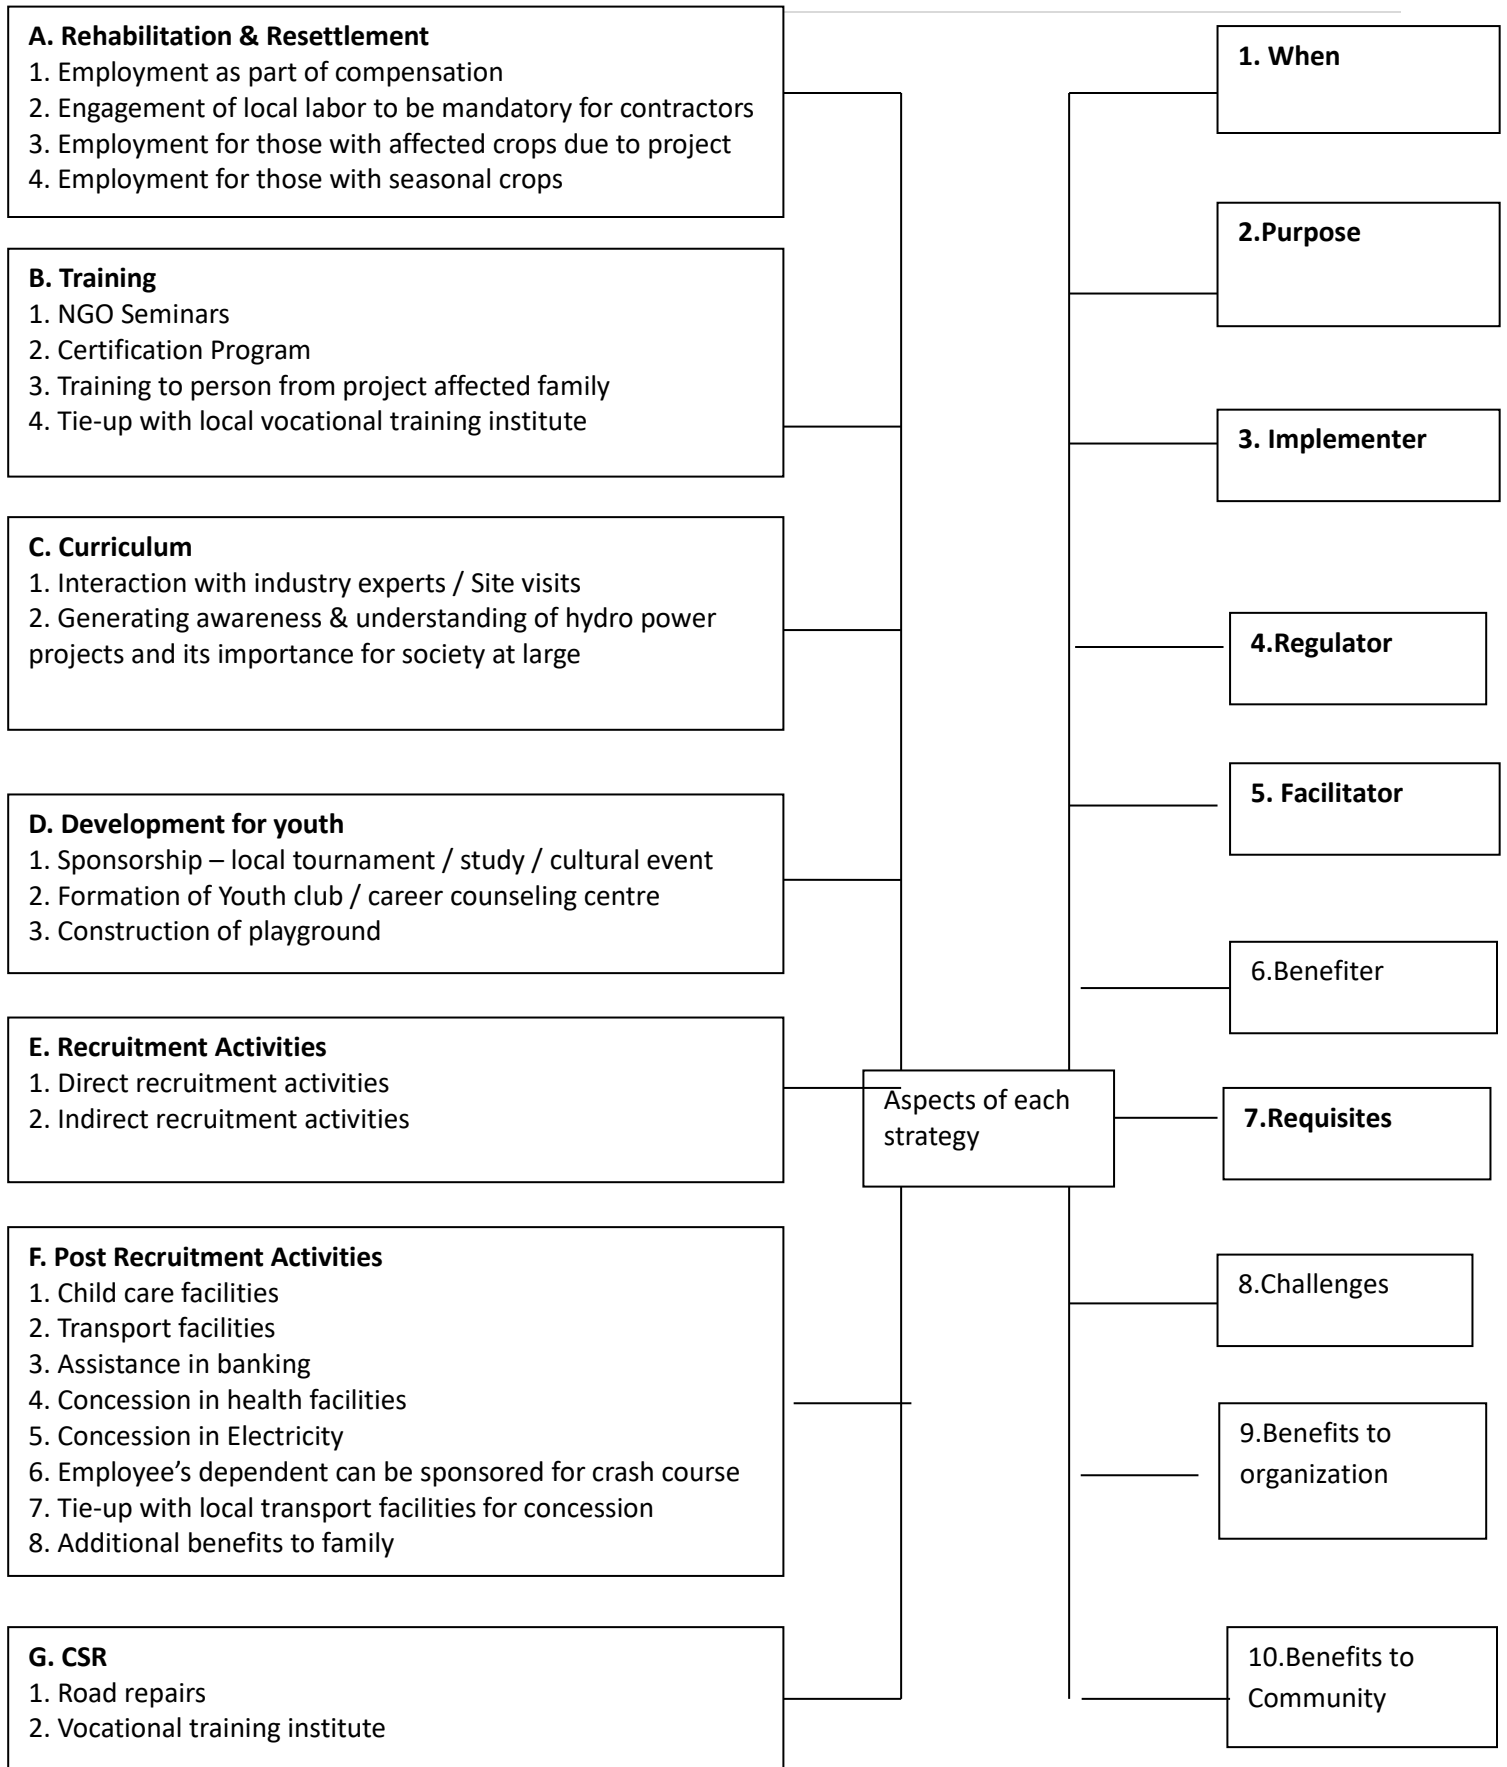 A. Rehabilitation & Resettlement
1. Employment as part of compensation
2. Engagement of local labor to be mandatory for contractors
3. Employment for those with affected crops due to project
4. Employment for those with seasonal crops
B. Training
1. NGO Seminars
2. Certification Program
3. Training to person from project affected family
4. Tie-up with local vocational training institute
C. Curriculum
1. Interaction with industry experts / Site visits
2. Generating awareness & understanding of hydro power
projects and its importance for society at large
D. Development for youth
1. Sponsorship – local tournament / study / cultural event
2. Formation of Youth club / career counseling centre
3. Construction of playground
E. Recruitment Activities
1. Direct recruitment activities
2. Indirect recruitment activities
F. Post Recruitment Activities
1. Child care facilities
2. Transport facilities
3. Assistance in banking
4. Concession in health facilities
5. Concession in Electricity
6. Employee’s dependent can be sponsored for crash course
7. Tie-up with local transport facilities for concession
8. Additional benefits to family
G. CSR
1. Road repairs
2. Vocational training institute
Aspects of each
strategy
1. When
2.Purpose
3. Implementer
4.Regulator
5. Facilitator
6.Benefiter
7.Requisites
8.Challenges
9.Benefits to
organization
10.Benefits to
Community